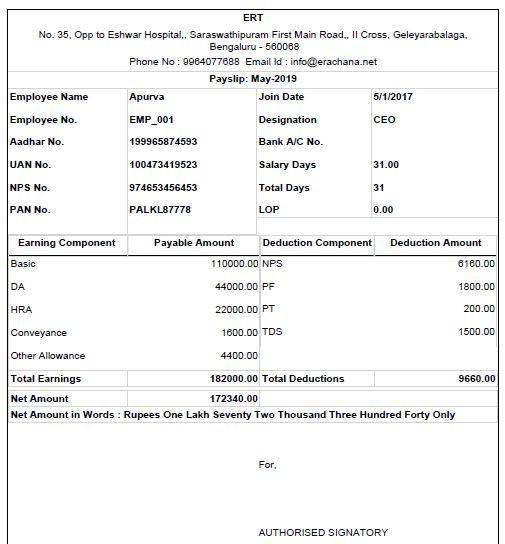 ERT
No. 35, Opp to Eshwar Hospital,, Saraswathipuram First Main Road,, II Cross, Geleyarabalaga,
Bengaluru - 560068
Phone No : 9964077688 Email Id : info@erachana.net
Payslip: May-2019
Employee Name Apurva Join Date 5/1/2017
Employee No. EMP_001 Designation CEO
Aadhar No. 199965874593 Bank A/C No.
UAN No. 100473419523 Salary Days 31.00
NPS No. 974653456453 Total Days 31
PAN No. PALKL87778 LOP 0.00
Earning Component Payable Amount Deduction Component Deduction Amount
Basic 110000.00 NPS 6160.00
DA 44000.00 PF 1800.00
HRA 22000.00 PT 200.00
Conveyance 1600.00 TDS 1500.00
Other Allowance 4400.00
Total Earnings 182000.00 Total Deductions 9660.00
Net Amount 172340.00
Net Amount in Words : Rupees One Lakh Seventy Two Thousand Three Hundred Forty Only
For,
AUTHORISED SIGNATORY